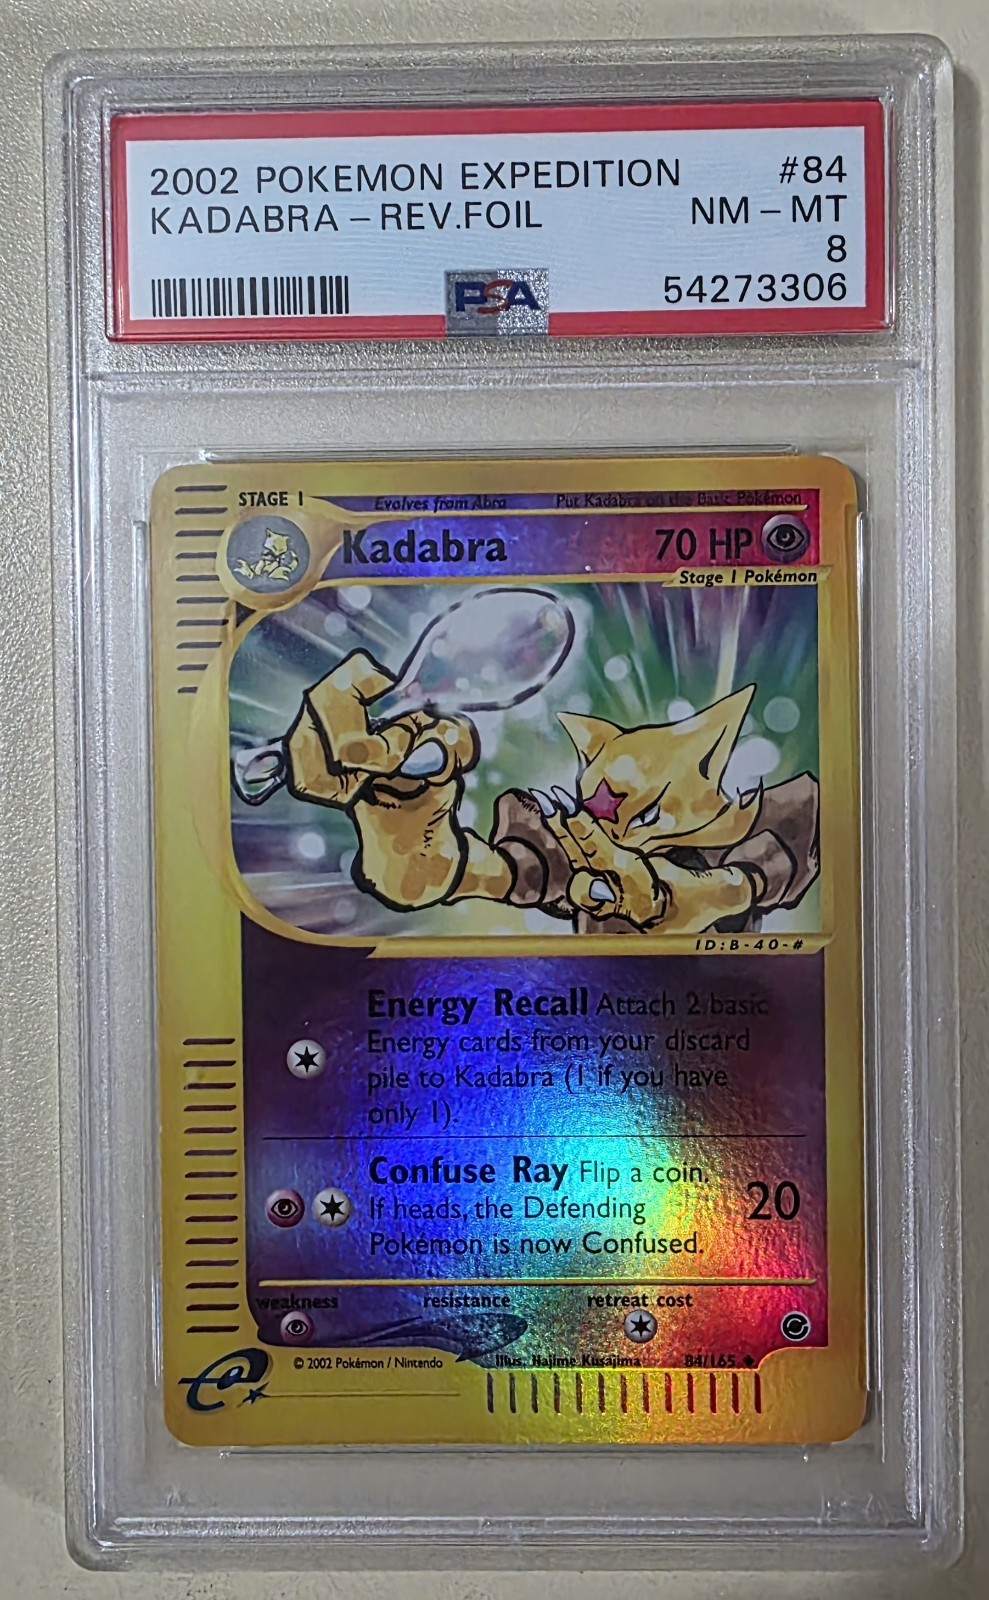 2002 POKEMON EXPEDITION #84
KADABRA - REV.FOIL NM - MT
8
PSA 54273306
STAGE 1 Evolves from Abra Put Kadabra on the Basic Pokémon
Kadabra 70 HP
Stage 1 Pokémon
ID:B-40-#
Energy Recall Attach 2 basic
Energy cards from your discard
pile to Kadabra (1 if you have
only 1).
Confuse Ray Flip a coin.
If heads, the Defending 20
Pokémon is now Confused.
weakness resistance retreat cost
e
© 2002 Pokémon / Nintendo Illus. Hajime Kusajima 84/165